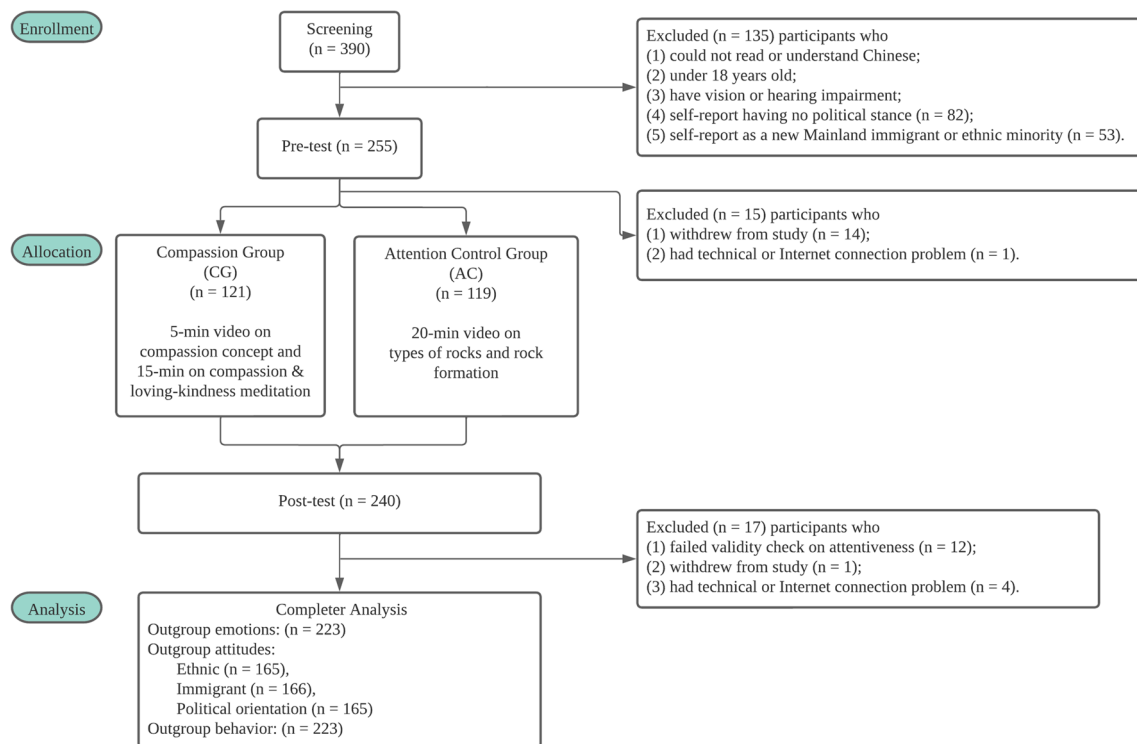 Enrollment
Screening
(n = 390)
Excluded (n = 135) participants who
(1) could not read or understand Chinese;
(2) under 18 years old;
(3) have vision or hearing impairment;
(4) self-report having no political stance (n = 82);
(5) self-report as a new Mainland immigrant or ethnic minority (n = 53).
Pre-test (n = 255)
Excluded (n = 15) participants who
(1) withdrew from study (n = 14);
(2) had technical or Internet connection problem (n = 1).
Allocation
Compassion Group
(CG)
(n = 121)
5-min video on
compassion concept and
15-min on compassion &
loving-kindness meditation
Attention Control Group
(AC)
(n = 119)
20-min video on
types of rocks and rock
formation
Post-test (n = 240)
Excluded (n = 17) participants who
(1) failed validity check on attentiveness (n = 12);
(2) withdrew from study (n = 1);
(3) had technical or Internet connection problem (n = 4).
Analysis
Completer Analysis
Outgroup emotions: (n = 223)
Outgroup attitudes:
Ethnic (n = 165),
Immigrant (n = 166),
Political orientation (n = 165)
Outgroup behavior: (n = 223)